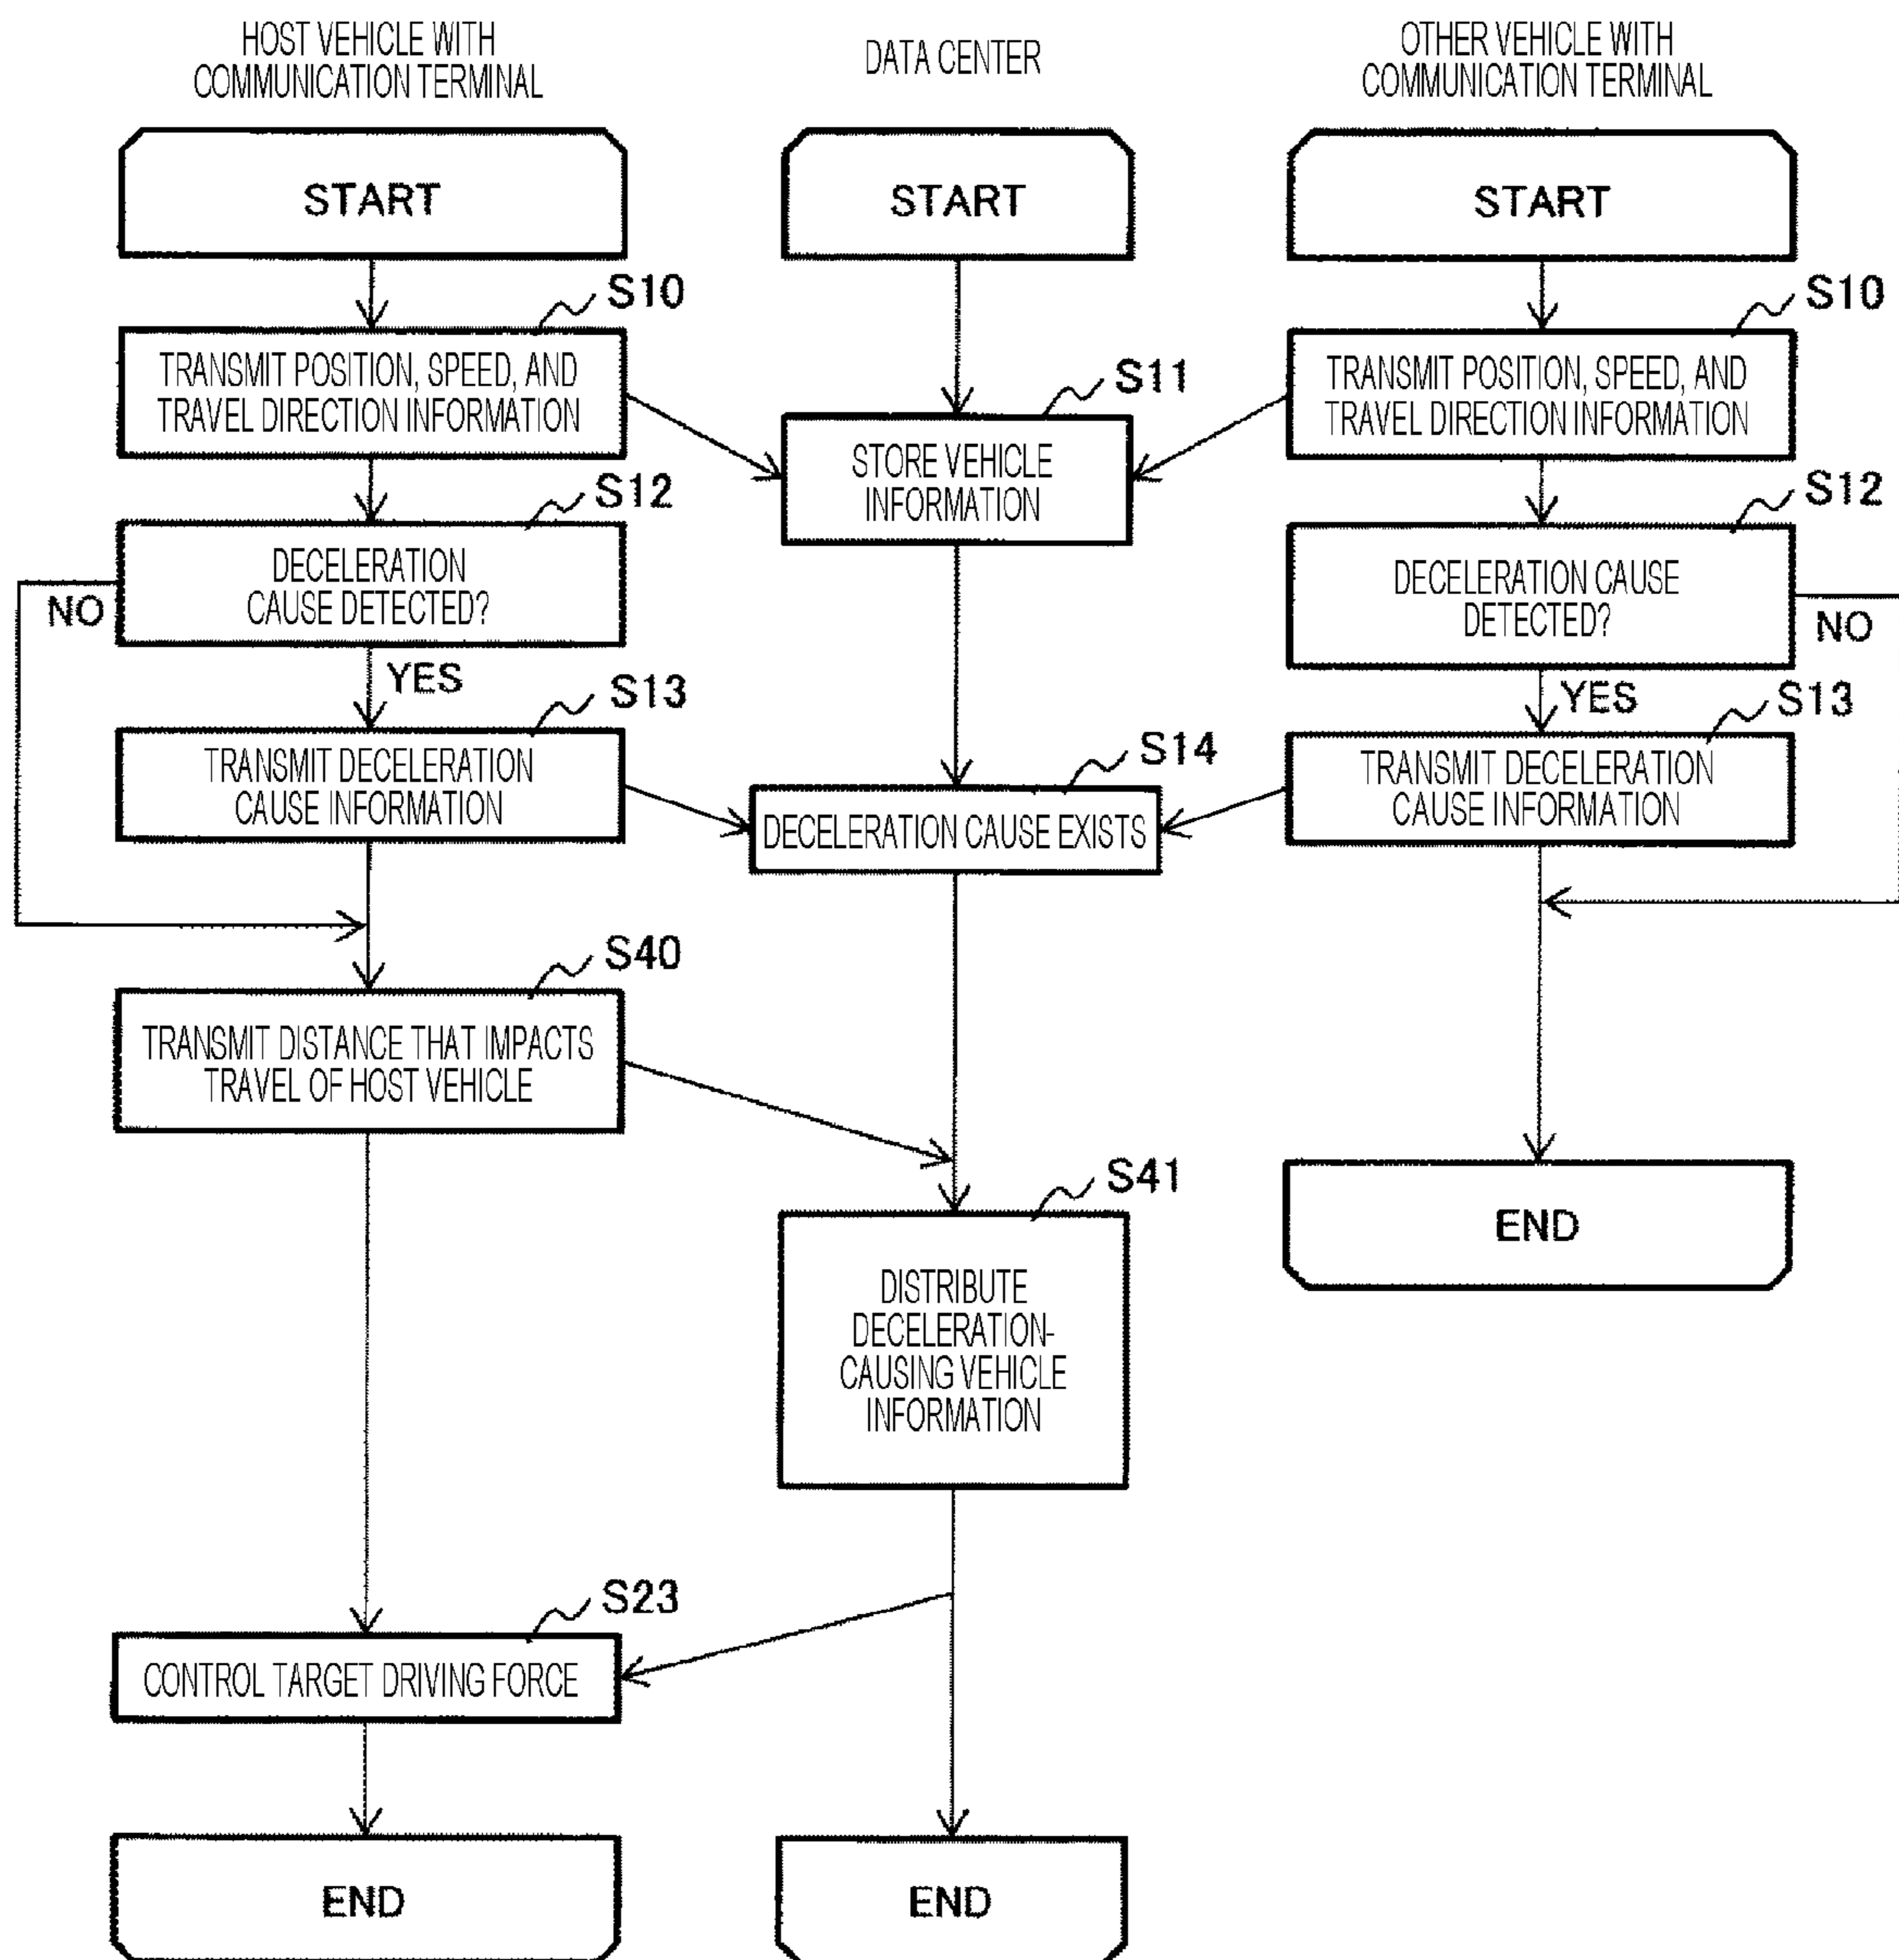 HOST VEHICLE WITH
COMMUNICATION TERMINAL
DATA CENTER
OTHER VEHICLE WITH
COMMUNICATION TERMINAL
START
START
START
S10
S10
TRANSMIT POSITION, SPEED, AND
TRAVEL DIRECTION INFORMATION
S11
TRANSMIT POSITION, SPEED, AND
TRAVEL DIRECTION INFORMATION
STORE VEHICLE
INFORMATION
S12
S12
DECELERATION
CAUSE DETECTED?
NO
DECELERATION CAUSE
DETECTED?
NO
YES
YES
S13
S13
TRANSMIT DECELERATION
CAUSE INFORMATION
S14
DECELERATION CAUSE EXISTS
TRANSMIT DECELERATION
CAUSE INFORMATION
S40
TRANSMIT DISTANCE THAT IMPACTS
TRAVEL OF HOST VEHICLE
S41
DISTRIBUTE
DECELERATION-
CAUSING VEHICLE
INFORMATION
END
S23
CONTROL TARGET DRIVING FORCE
END
END